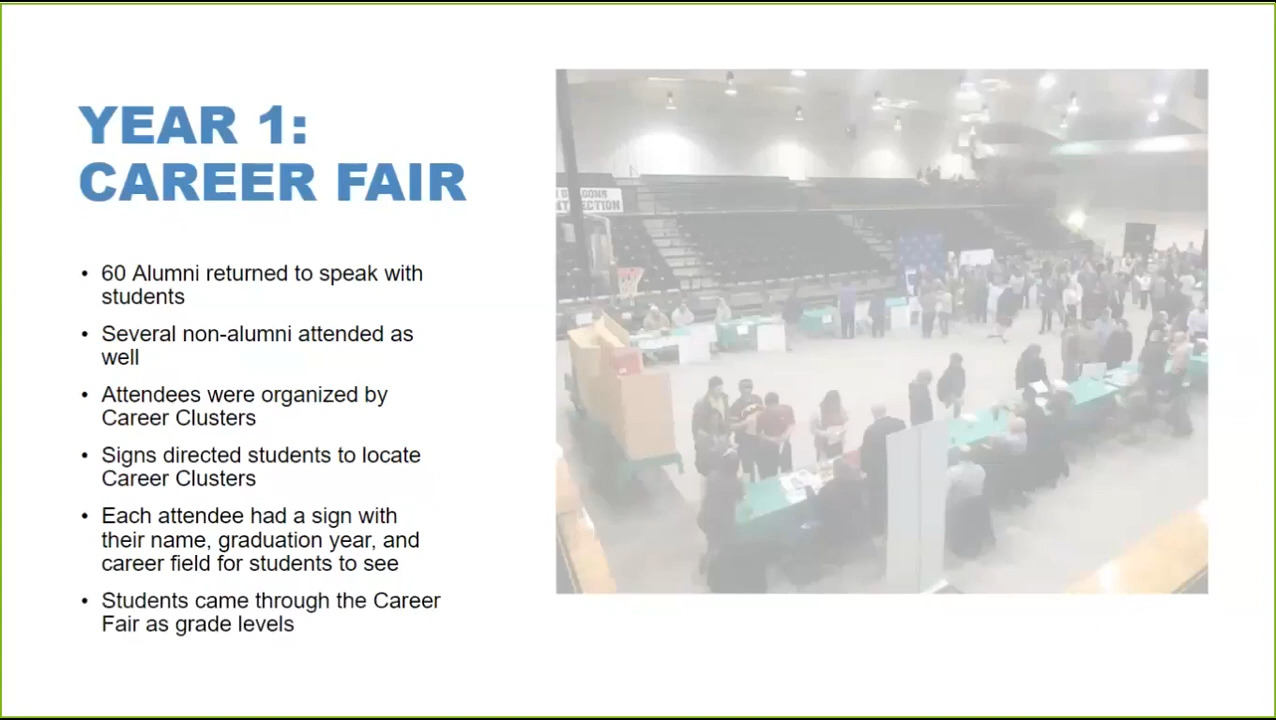 YEAR 1:
CAREER FAIR
• 60 Alumni returned to speak with
students
• Several non-alumni attended as
well
• Attendees were organized by
Career Clusters
• Signs directed students to locate
Career Clusters
• Each attendee had a sign with
their name, graduation year, and
career field for students to see
• Students came through the Career
Fair as grade levels